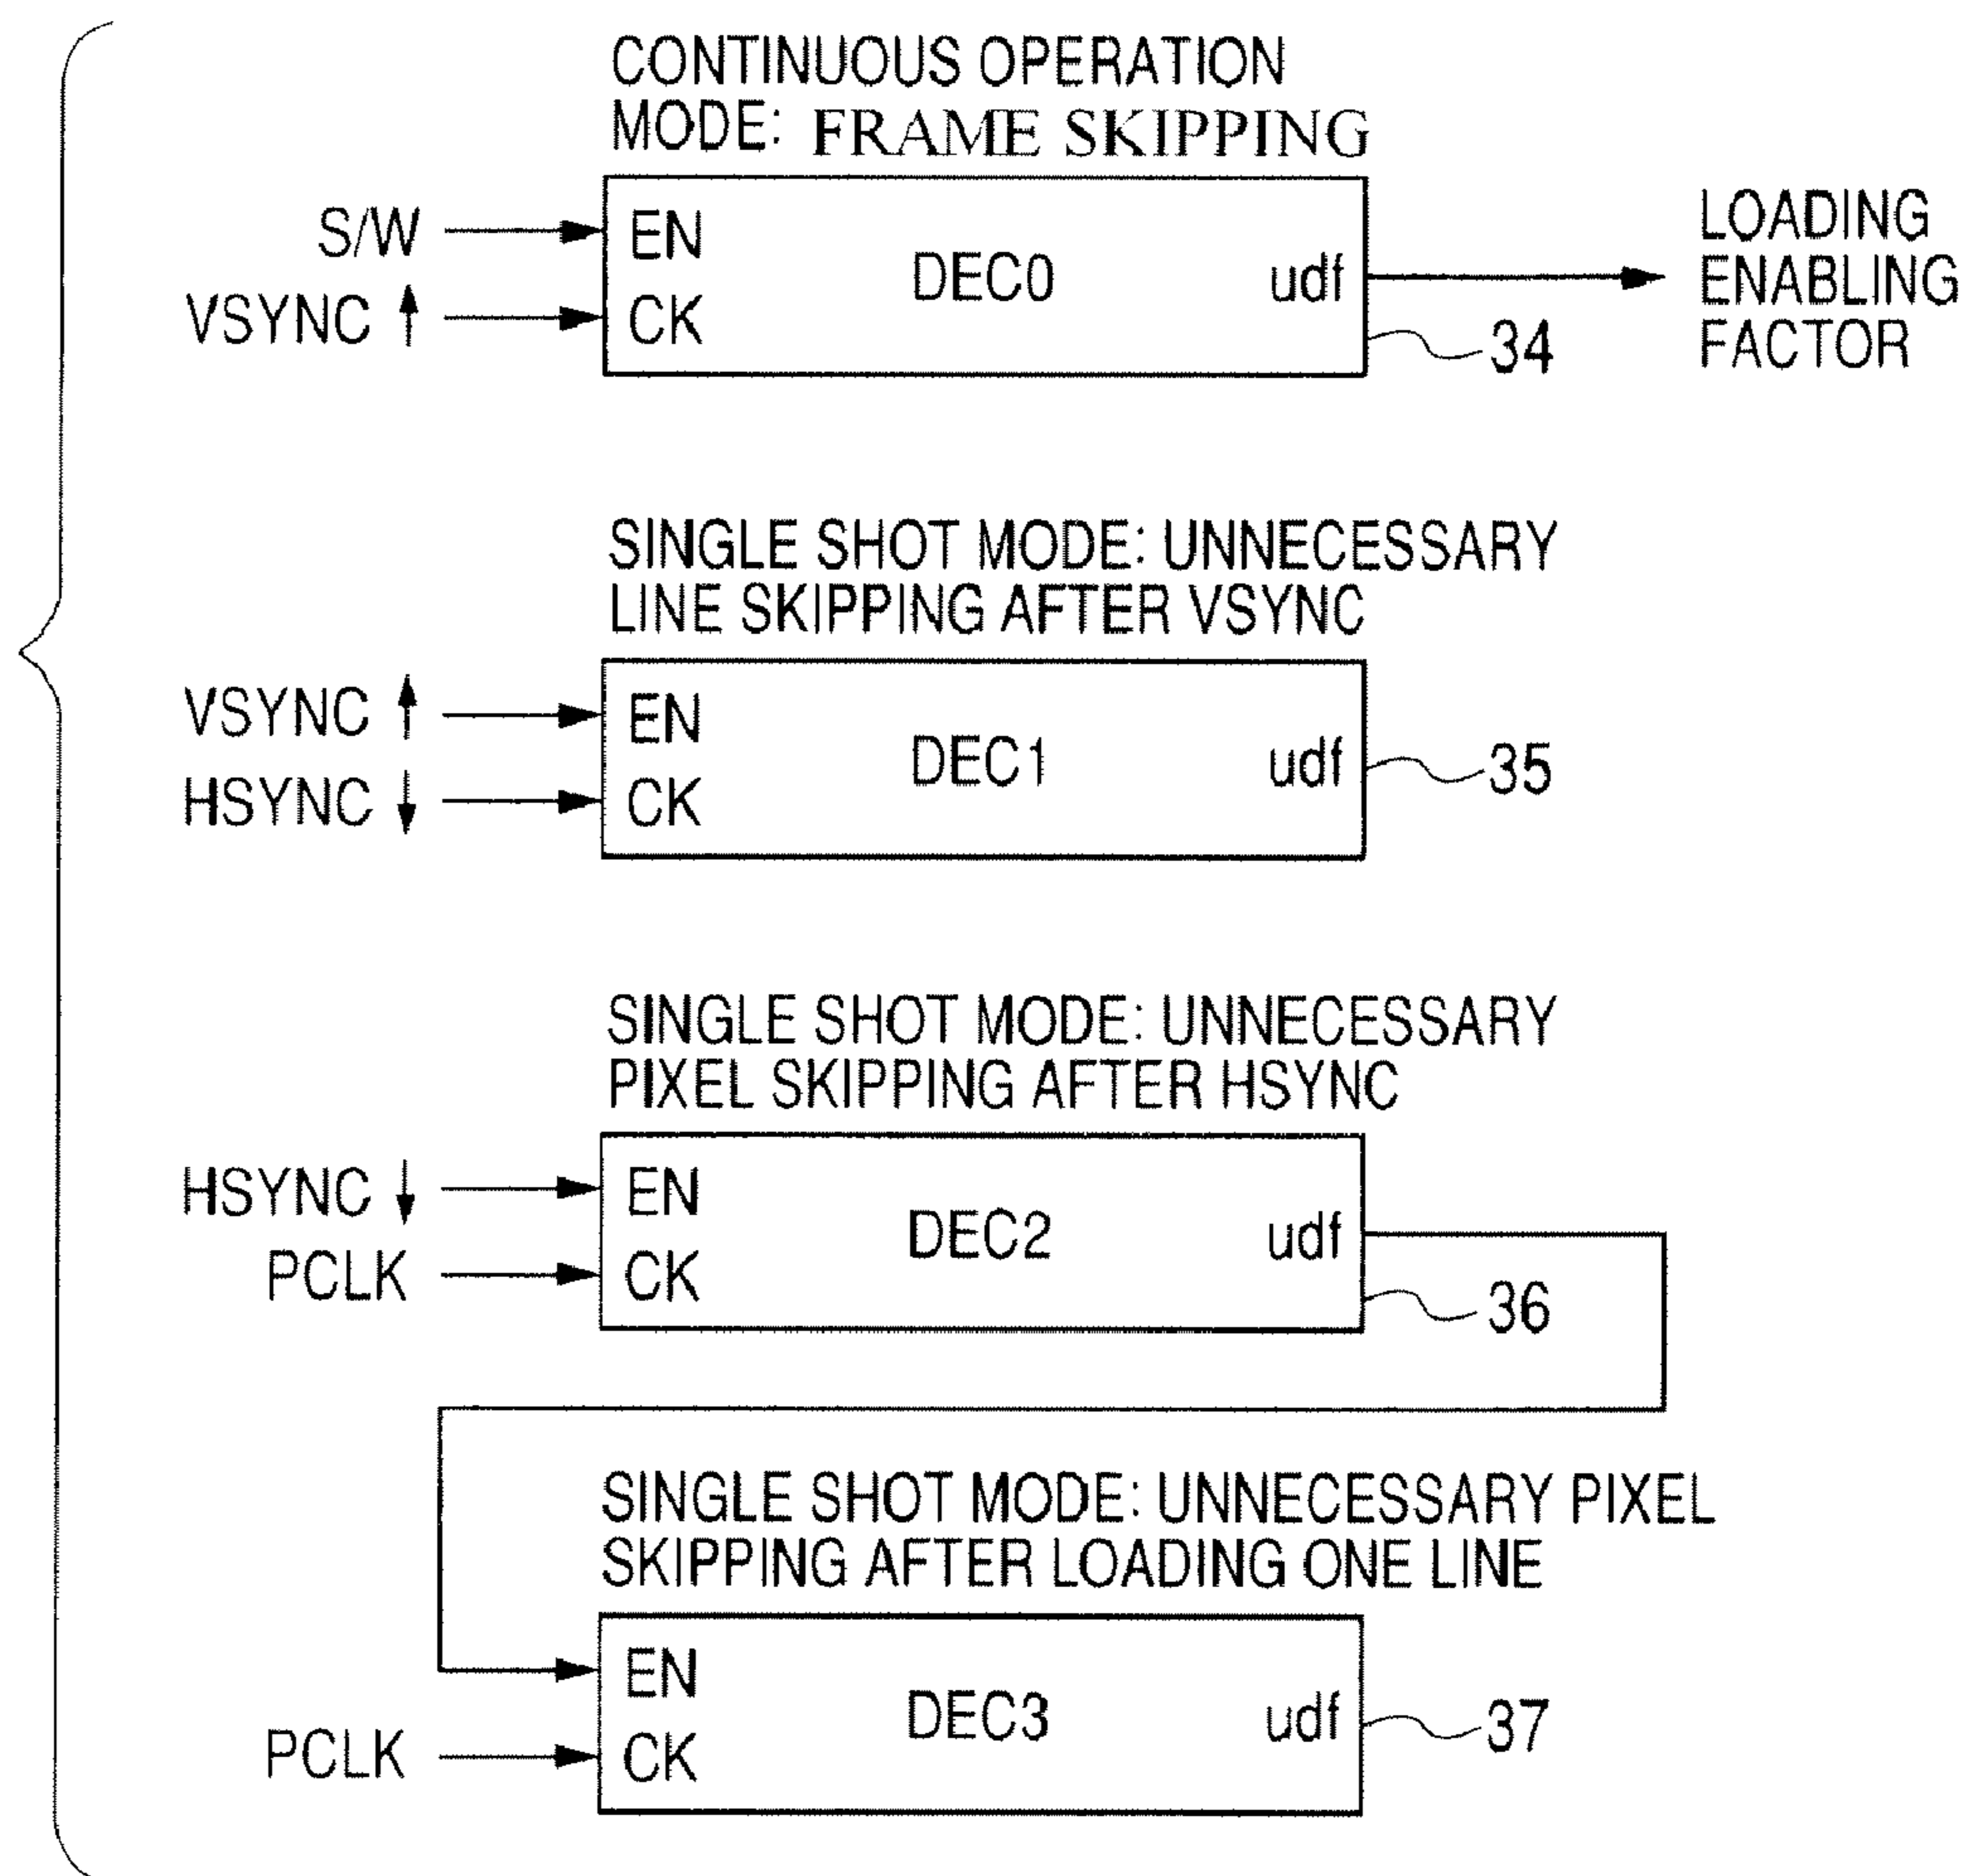 CONTINUOUS OPERATION
MODE: FRAME SKIPPING
S/W
EN
DEC0
udf
VSYNC ↑
CK
34
LOADING
ENABLING
FACTOR
SINGLE SHOT MODE: UNNECESSARY
LINE SKIPPING AFTER VSYNC
VSYNC ↑
EN
DEC1
udf
HSYNC ↓
CK
35
SINGLE SHOT MODE: UNNECESSARY
PIXEL SKIPPING AFTER HSYNC
HSYNC ↓
EN
DEC2
udf
PCLK
CK
36
SINGLE SHOT MODE: UNNECESSARY PIXEL
SKIPPING AFTER LOADING ONE LINE
EN
DEC3
udf
PCLK
CK
37